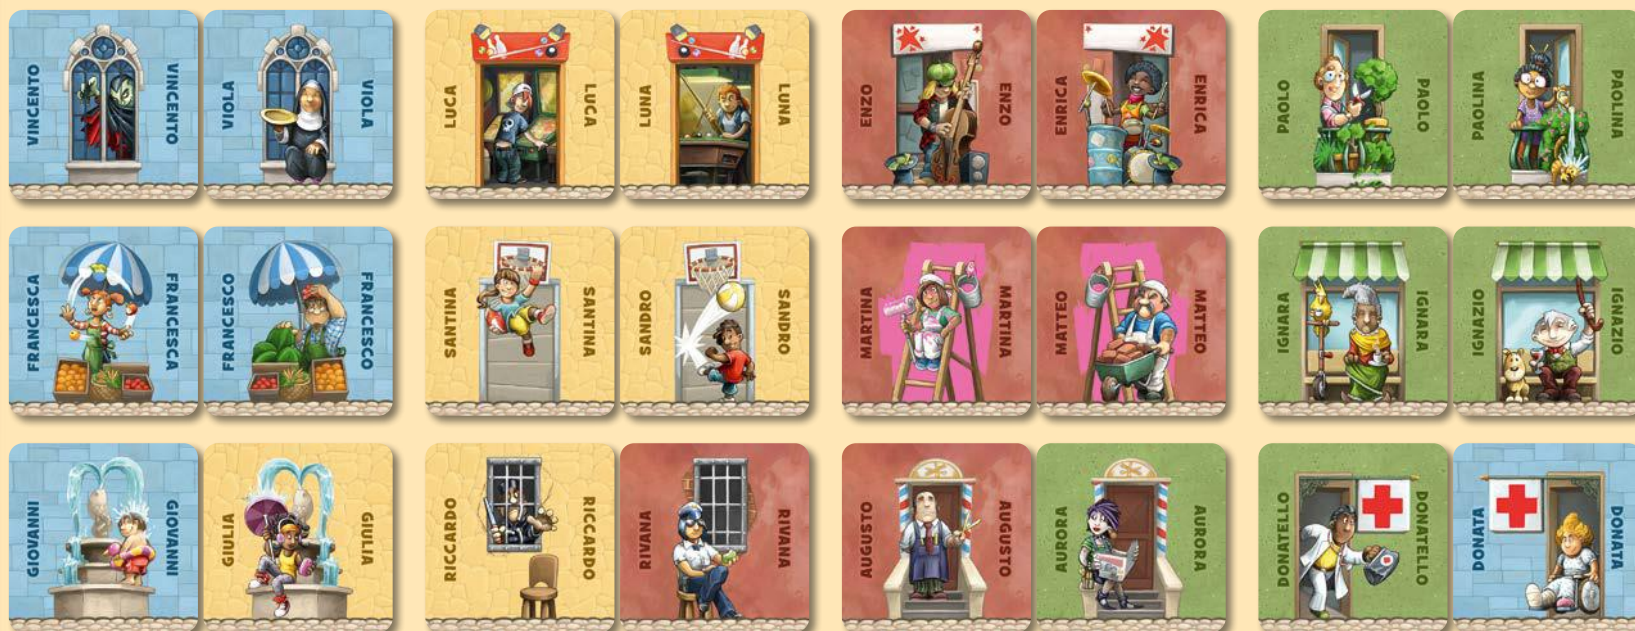 VINCENTO
VINCENTO
VIOLA
VIOLA
LUCA
LUCA
LUNA
LUNA
ENZO
ENZO
ENRICA
ENRICA
PAOLO
PAOLO
PAOLINA
PAOLINA
FRANCESCA
FRANCESCA
FRANCESCO
FRANCESCO
SANTINA
SANTINA
SANDRO
SANDRO
MARTINA
MARTINA
MATTEO
MATTEO
IGNARA
IGNARA
IGNAZIO
IGNAZIO
GIOVANNI
GIOVANNI
GIULIA
GIULIA
RICCARDO
RICCARDO
RIVANA
RIVANA
AUGUSTO
AUGUSTO
AURORA
AURORA
DONATELLO
DONATELLO
DONATA
DONATA